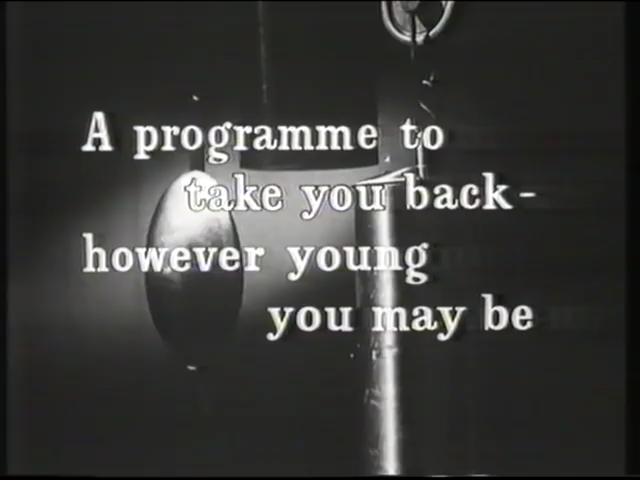 A programme to
take you back-
however young
you may be